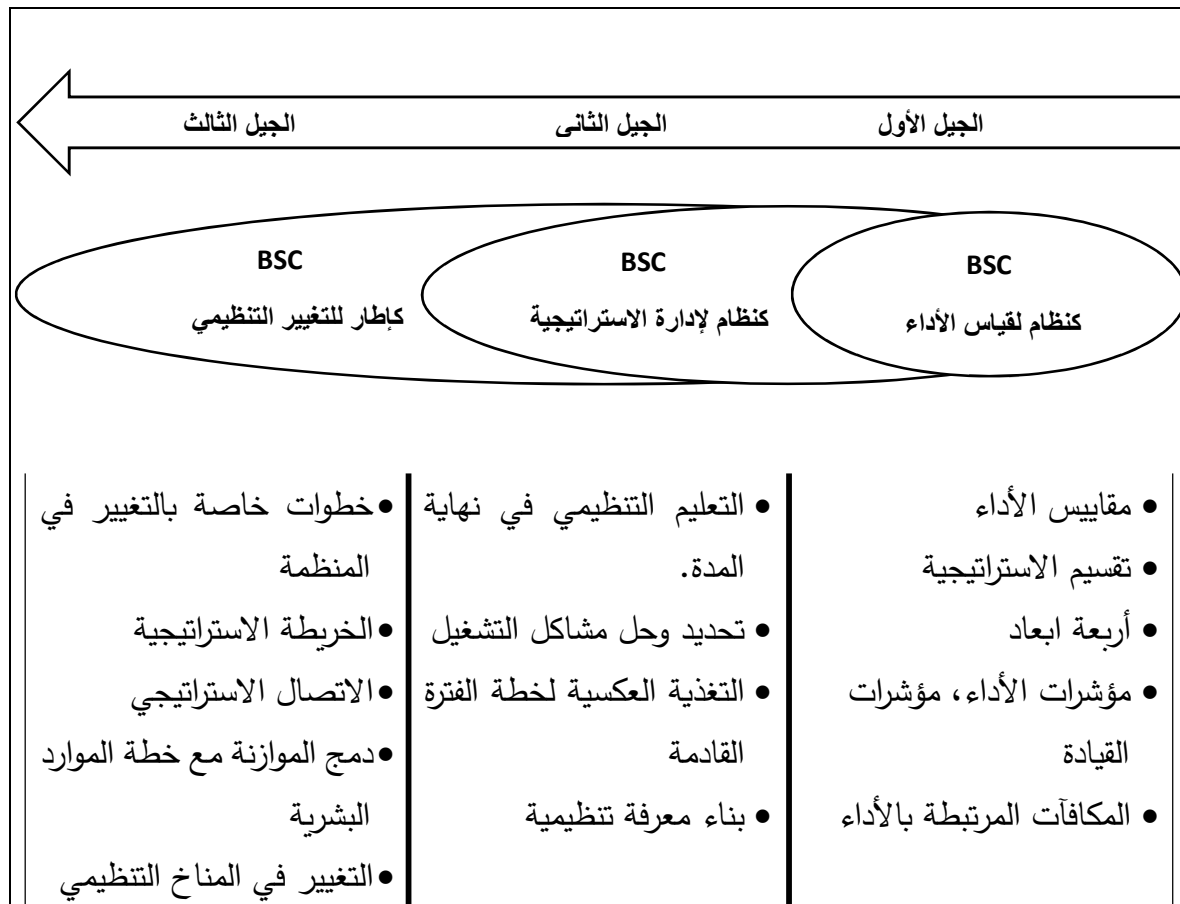 الجيل الأول
الجيل الثانى
الجيل الثالث
BSC
كنظام لقياس الأداء
BSC
كنظام لإدارة الاستراتيجية
BSC
كإطار للتغيير التنظيمي
• مقاييس الأداء
• تقسيم الاستراتيجية
• أربعة ابعاد
• مؤشرات الأداء، مؤشرات
القيادة
• المكافآت المرتبطة بالأداء
• التعليم التنظيمي في نهاية
المدة.
• تحديد وحل مشاكل التشغيل
• التغذية العكسية لخطة الفترة
القادمة
• بناء معرفة تنظيمية
• خطوات خاصة بالتغيير في
المنظمة
• الخريطة الاستراتيجية
• الاتصال الاستراتيجي
• دمج الموازنة مع خطة الموارد
البشرية
• التغيير في المناخ التنظيمي